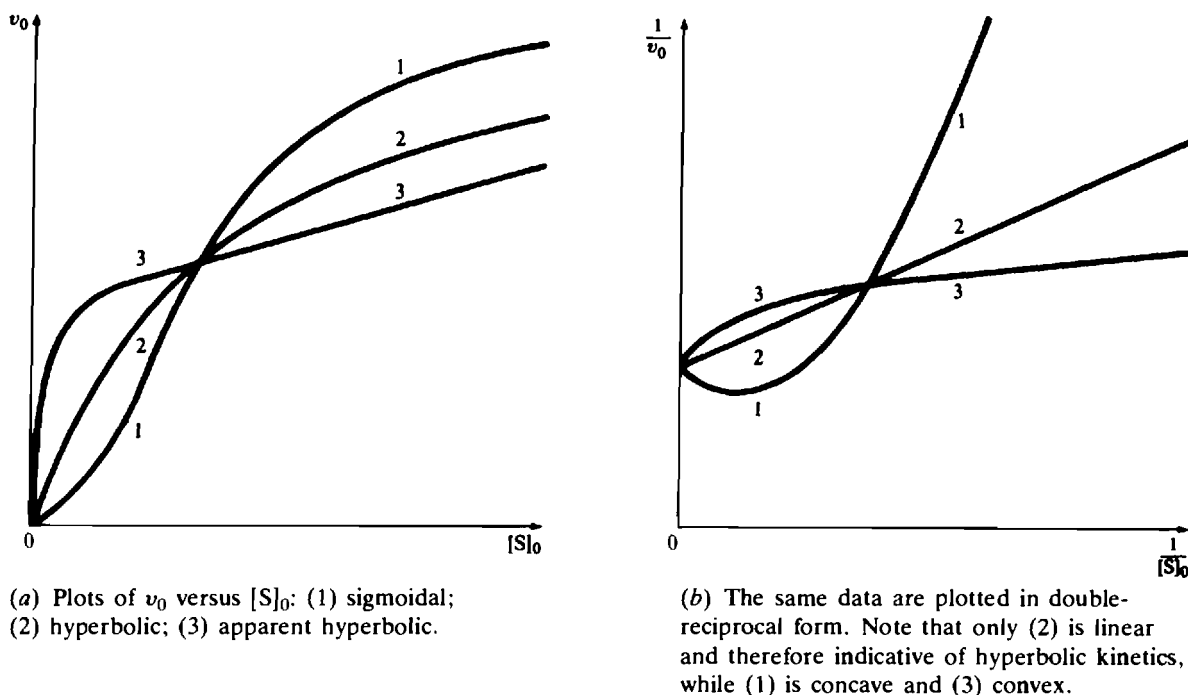 v₀
1
2
3
3
2
1
0
[S]₀
(a) Plots of v₀ versus [S]₀: (1) sigmoidal;
(2) hyperbolic; (3) apparent hyperbolic.
1
v₀
1
2
3
3
2
1
0
1
[S]₀
(b) The same data are plotted in double-
reciprocal form. Note that only (2) is linear
and therefore indicative of hyperbolic kinetics,
while (1) is concave and (3) convex.